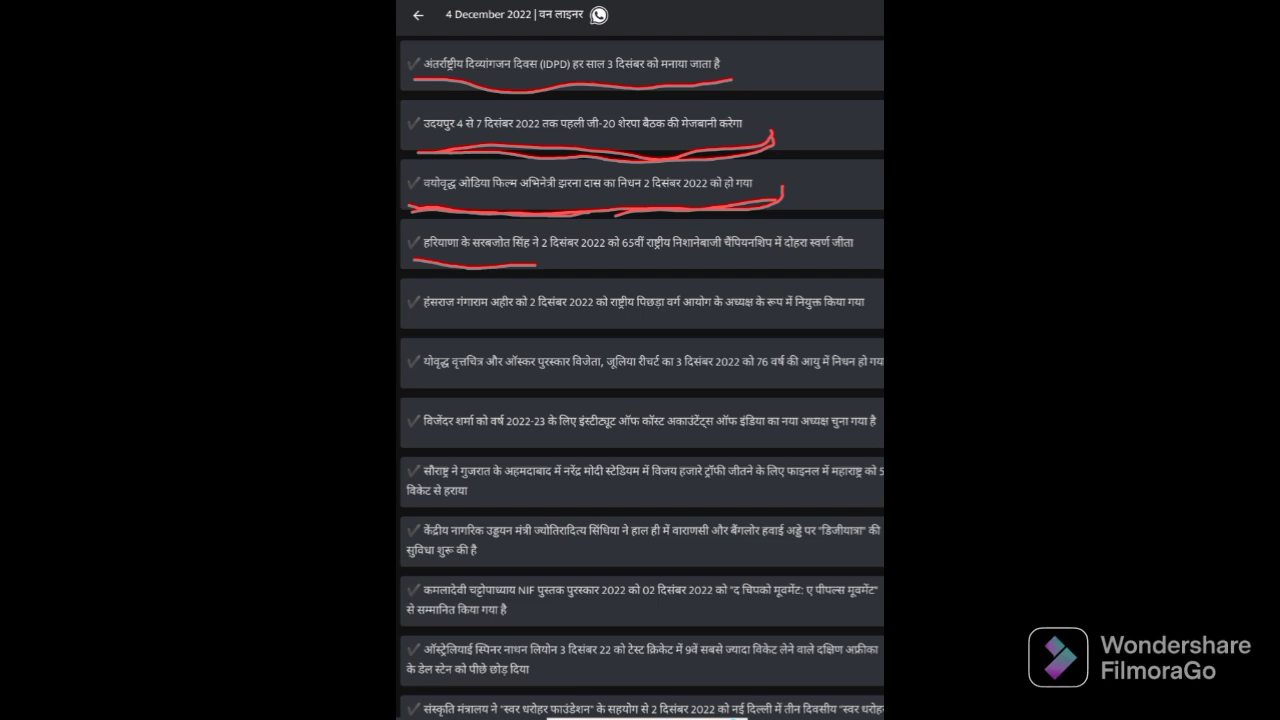 4 December 2022 | वन लाइनर
✓ अंतर्राष्ट्रीय दिव्यांगजन दिवस (IDPD) हर साल 3 दिसंबर को मनाया जाता है
✓ उदयपुर 4 से 7 दिसंबर 2022 तक पहली जी-20 शेरपा बैठक की मेजबानी करेगा
✓ वयोवृद्ध ओडिया फिल्म अभिनेत्री झरना दास का निधन 2 दिसंबर 2022 को हो गया
✓ हरियाणा के सरबजोत सिंह ने 2 दिसंबर 2022 को 65वीं राष्ट्रीय निशानेबाजी चैंपियनशिप में दोहरा स्वर्ण जीता
✓ हंसराज गंगाराम अहीर को 2 दिसंबर 2022 को राष्ट्रीय पिछड़ा वर्ग आयोग के अध्यक्ष के रूप में नियुक्त किया गया
✓ योवृद्ध वृत्तचित्र और ऑस्कर पुरस्कार विजेता, जूलिया रीचर्ट का 3 दिसंबर 2022 को 76 वर्ष की आयु में निधन हो गया
✓ विजेंदर शर्मा को वर्ष 2022-23 के लिए इंस्टीट्यूट ऑफ कॉस्ट अकाउंटेंट्स ऑफ इंडिया का नया अध्यक्ष चुना गया है
✓ सौराष्ट्र ने गुजरात के अहमदाबाद में नरेंद्र मोदी स्टेडियम में विजय हजारे ट्रॉफी जीतने के लिए फाइनल में महाराष्ट्र को 5
विकेट से हराया
✓ केंद्रीय नागरिक उड्डयन मंत्री ज्योतिरादित्य सिंधिया ने हाल ही में वाराणसी और बैंगलोर हवाई अड्डे पर "डिजीयात्रा" की
सुविधा शुरू की है
✓ कमलादेवी चट्टोपाध्याय NIF पुस्तक पुरस्कार 2022 को 02 दिसंबर 2022 को "द चिपको मूवमेंट: ए पीपल्स मूवमेंट"
से सम्मानित किया गया है
✓ ऑस्ट्रेलियाई स्पिनर नाथन लियोन 3 दिसंबर 22 को टेस्ट क्रिकेट में 9वें सबसे ज्यादा विकेट लेने वाले दक्षिण अफ्रीका
के डेल स्टेन को पीछे छोड़ दिया
✓ संस्कृति मंत्रालय ने "स्वर धरोहर फाउंडेशन" के सहयोग से 2 दिसंबर 2022 को नई दिल्ली में तीन दिवसीय "स्वर धरोहर
Wondershare
FilmoraGo